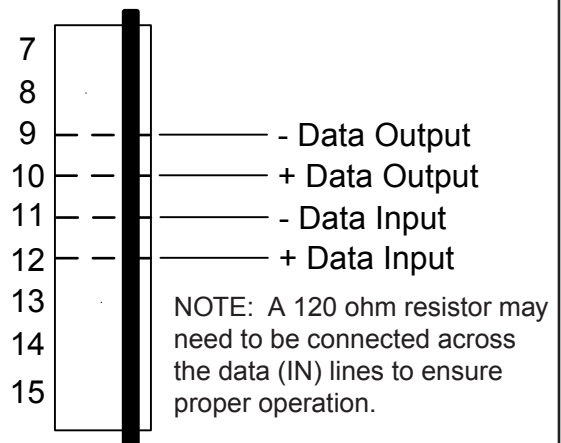 7
8
9 - Data Output
10 + Data Output
11 - Data Input
12 + Data Input
13
NOTE: A 120 ohm resistor may
14 need to be connected across
the data (IN) lines to ensure
15 proper operation.